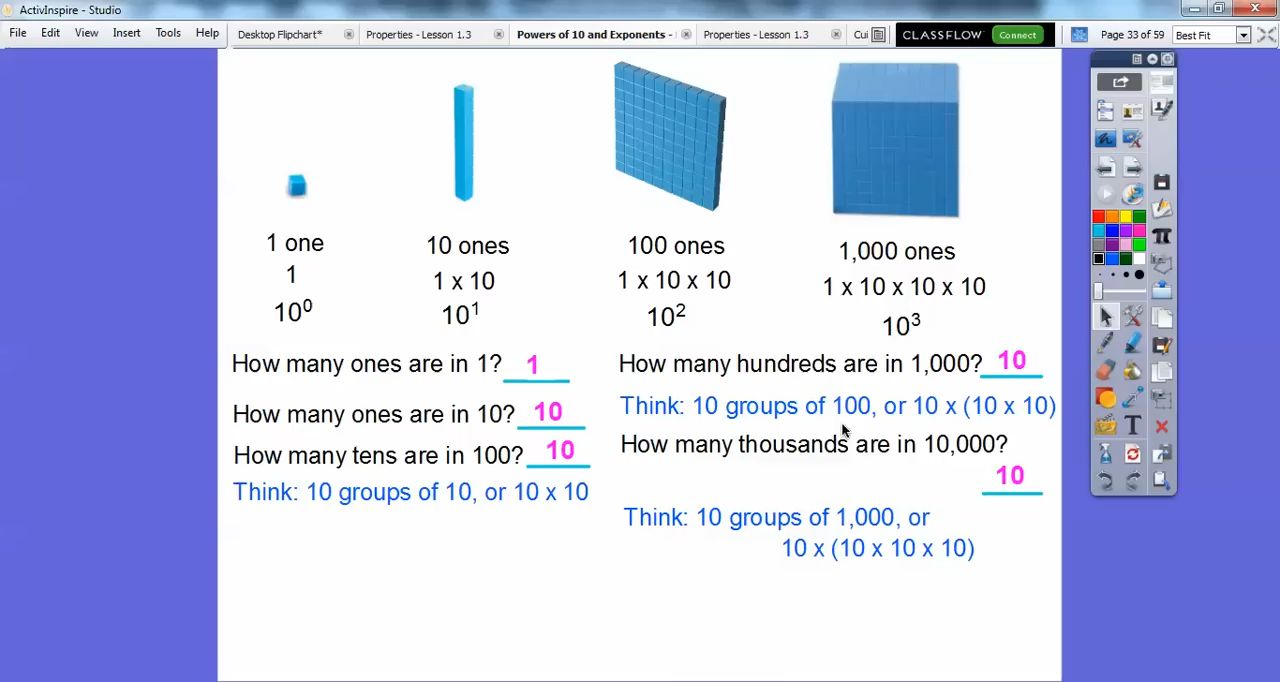 ActivInspire - Studio
File Edit View Insert Tools Help
Desktop Flipchart* Properties - Lesson 1.3 Powers of 10 and Exponents - Properties - Lesson 1.3 Cui CLASSFLOW Connect Page 33 of 59 Best Fit
1 one
1
10⁰
10 ones
1 x 10
10¹
100 ones
1 x 10 x 10
10²
1,000 ones
1 x 10 x 10 x 10
10³
How many ones are in 1? 1
How many ones are in 10? 10
How many tens are in 100? 10
Think: 10 groups of 10, or 10 x 10
How many hundreds are in 1,000? 10
Think: 10 groups of 100, or 10 x (10 x 10)
How many thousands are in 10,000?
10
Think: 10 groups of 1,000, or
10 x (10 x 10 x 10)